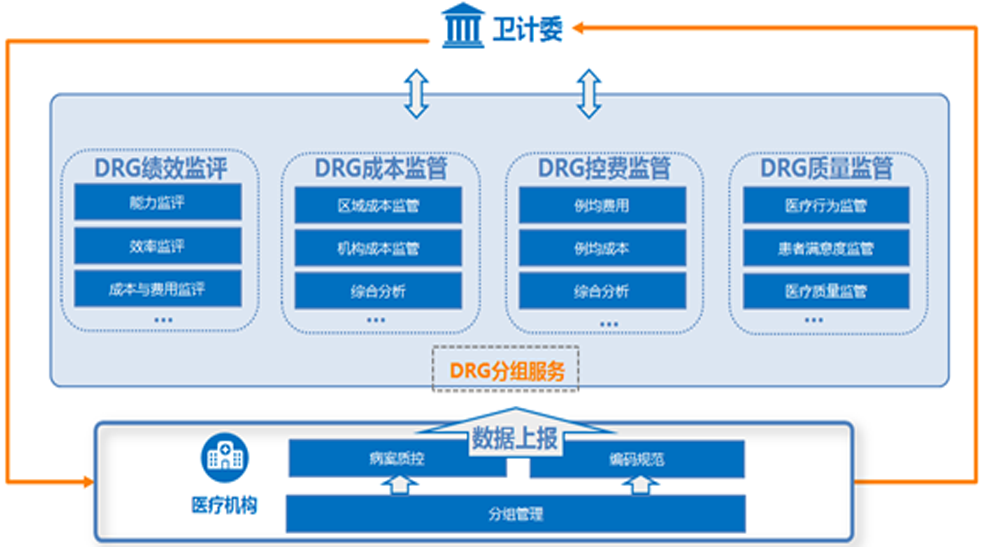 卫计委
DRG绩效监评
能力监评
效率监评
成本与费用监评
...
DRG成本监管
区域成本监管
机构成本监管
综合分析
...
DRG控费监管
例均费用
例均成本
综合分析
...
DRG质量监管
医疗行为监管
患者满意度监管
医疗质量监管
...
DRG分组服务
数据上报
医疗机构
病案质控
编码规范
分组管理